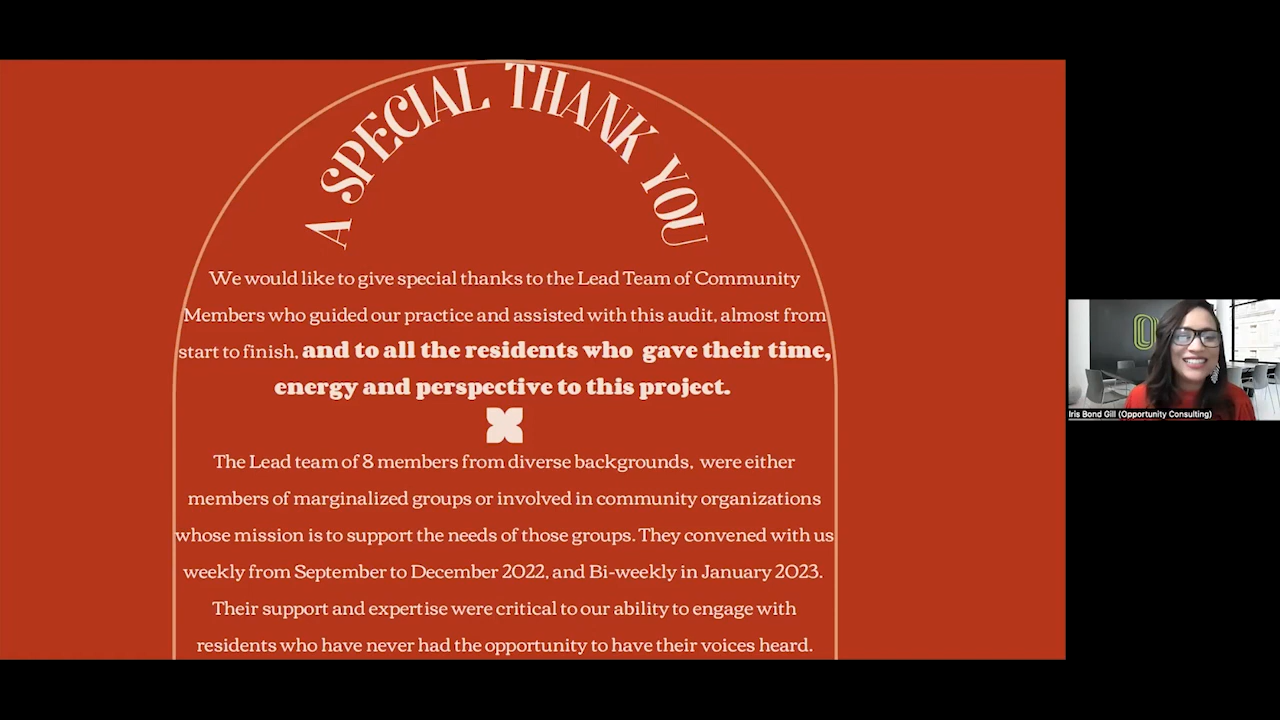 A SPECIAL THANK YOU
We would like to give special thanks to the Lead Team of Community
Members who guided our practice and assisted with this audit, almost from
start to finish, and to all the residents who gave their time,
energy and perspective to this project.
The Lead team of 8 members from diverse backgrounds, were either
members of marginalized groups or involved in community organizations
whose mission is to support the needs of those groups. They convened with us
weekly from September to December 2022, and Bi-weekly in January 2023.
Their support and expertise were critical to our ability to engage with
residents who have never had the opportunity to have their voices heard.
Iris Bond Gill (Opportunity Consulting)